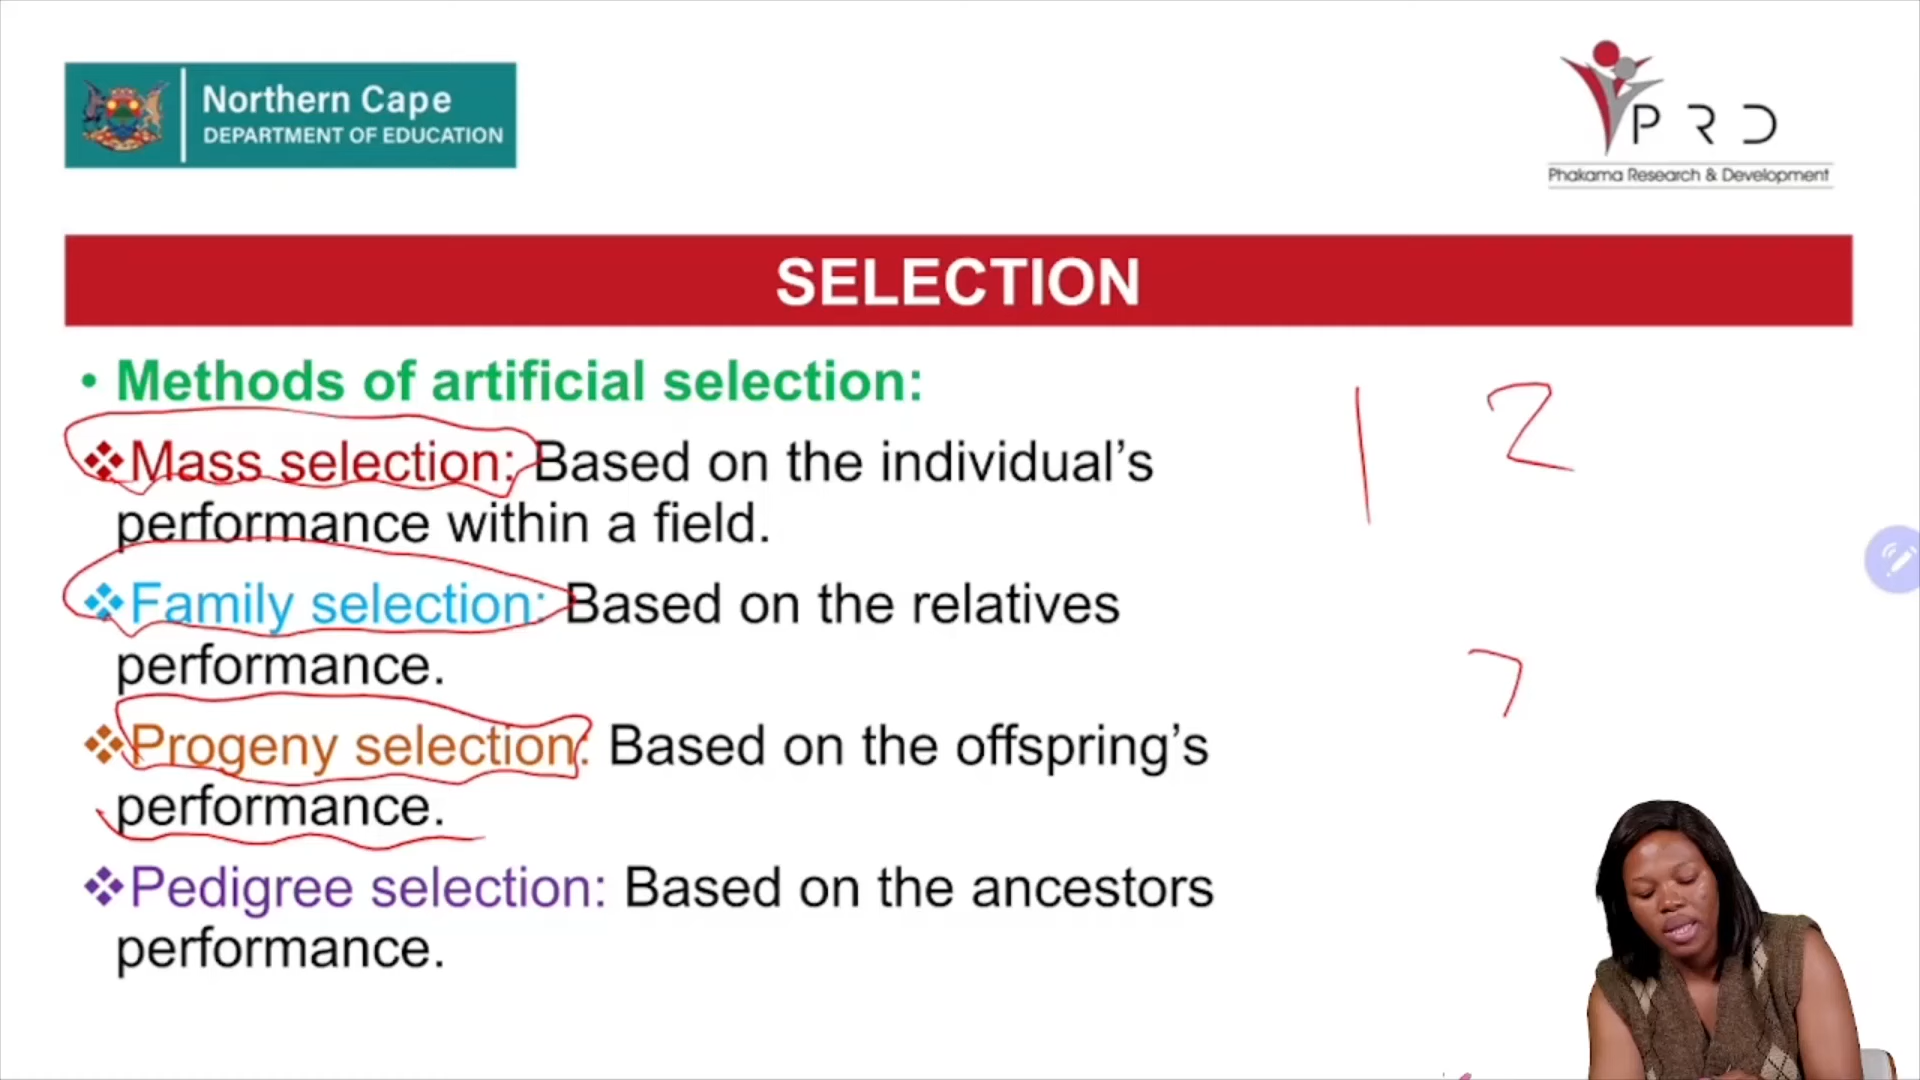 Northern Cape
DEPARTMENT OF EDUCATION
PRD
Phakama Research & Development
SELECTION
• Methods of artificial selection:
❖Mass selection: Based on the individual’s
performance within a field.
❖Family selection: Based on the relatives
performance.
❖Progeny selection: Based on the offspring’s
performance.
❖Pedigree selection: Based on the ancestors
performance.
1 2